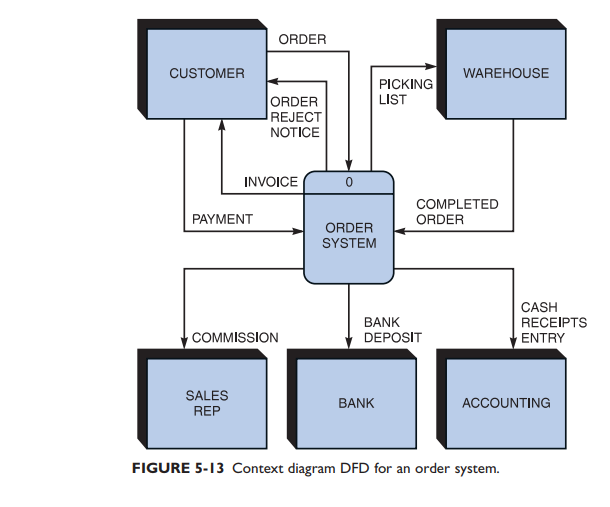 ORDER
CUSTOMER
WAREHOUSE
PICKING
LIST
ORDER
REJECT
NOTICE
INVOICE
0
PAYMENT
COMPLETED
ORDER
ORDER
SYSTEM
COMMISSION
BANK
DEPOSIT
CASH
RECEIPTS
ENTRY
SALES
REP
BANK
ACCOUNTING
FIGURE 5-13 Context diagram DFD for an order system.